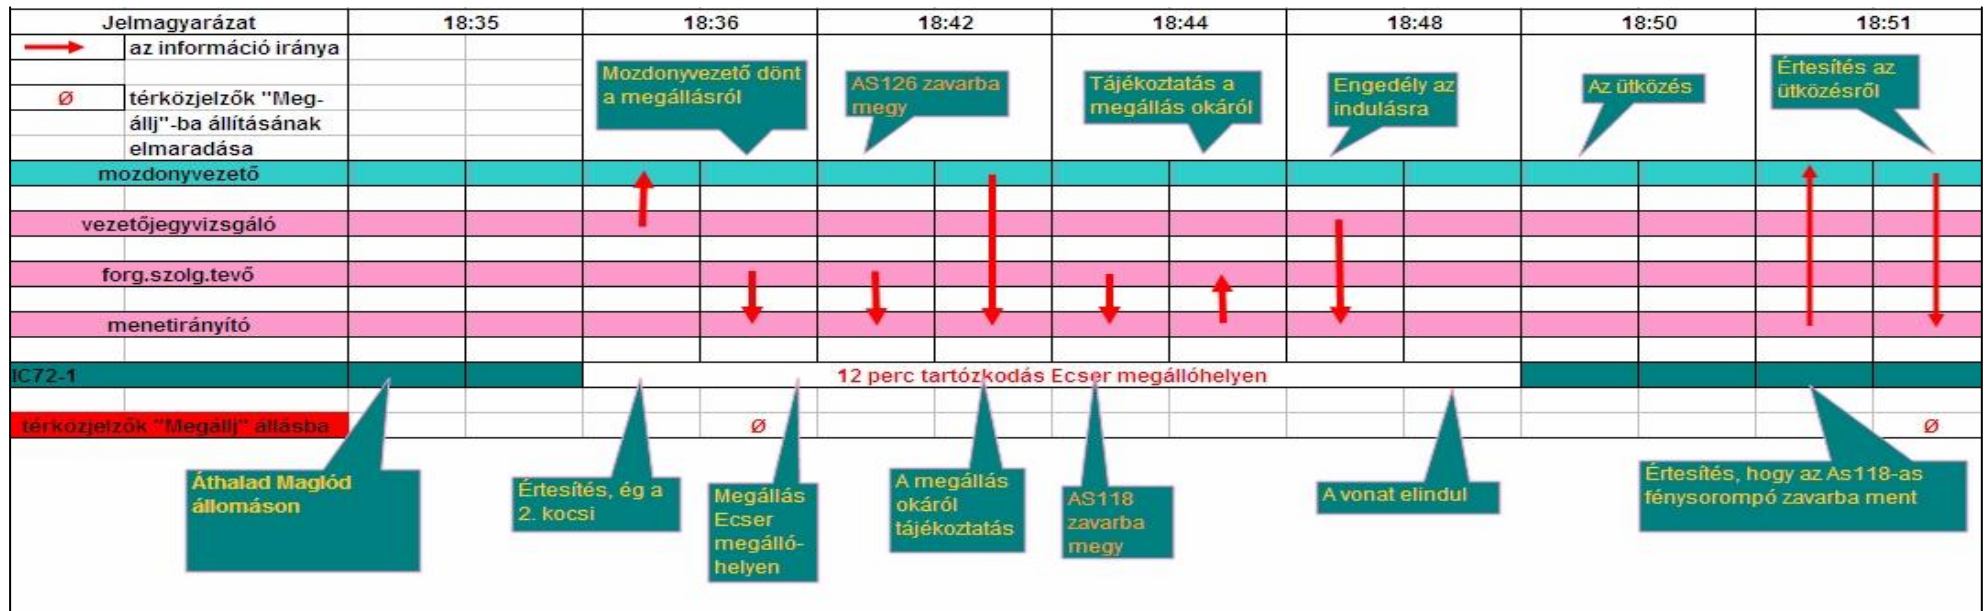 Jelmagyarázat 18:35 18:36 18:42 18:44 18:48 18:50 18:51
az információ iránya
Ø térközjelzők "Meg-
állj"-ba állításának
elmaradása
Mozdonyvezető dönt
a megállásról
AS126 zavarba
megy
Tájékoztatás a
megállás okáról
Engedély az
indulásra
Az ütközés
Értesítés az
ütközésről
mozdonyvezető
vezetőjegyvizsgáló
forg.szolg.tevő
menetirányító
IC72-1 12 perc tartózkodás Ecser megállóhelyen
térközjelzők "Megállj" állásba Ø Ø
Áthalad Maglód
állomáson
Értesítés, ég a
2. kocsi
Megállás
Ecser
megálló-
helyen
A megállás
okáról
tájékoztatás
AS118
zavarba
megy
A vonat elindul
Értesítés, hogy az As118-as
fénysorompó zavarba ment